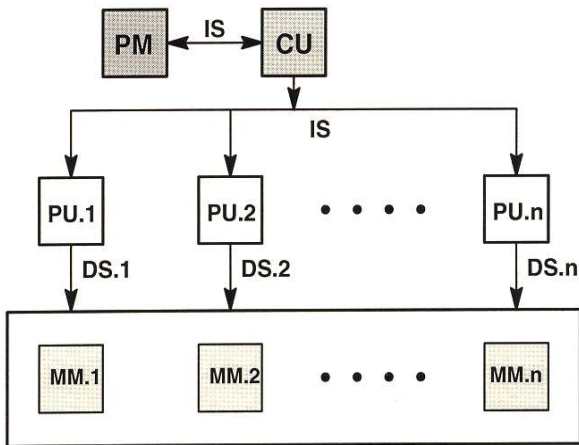 PM IS CU
IS
PU.1 PU.2 PU.n
DS.1 DS.2 DS.n
MM.1 MM.2 MM.n